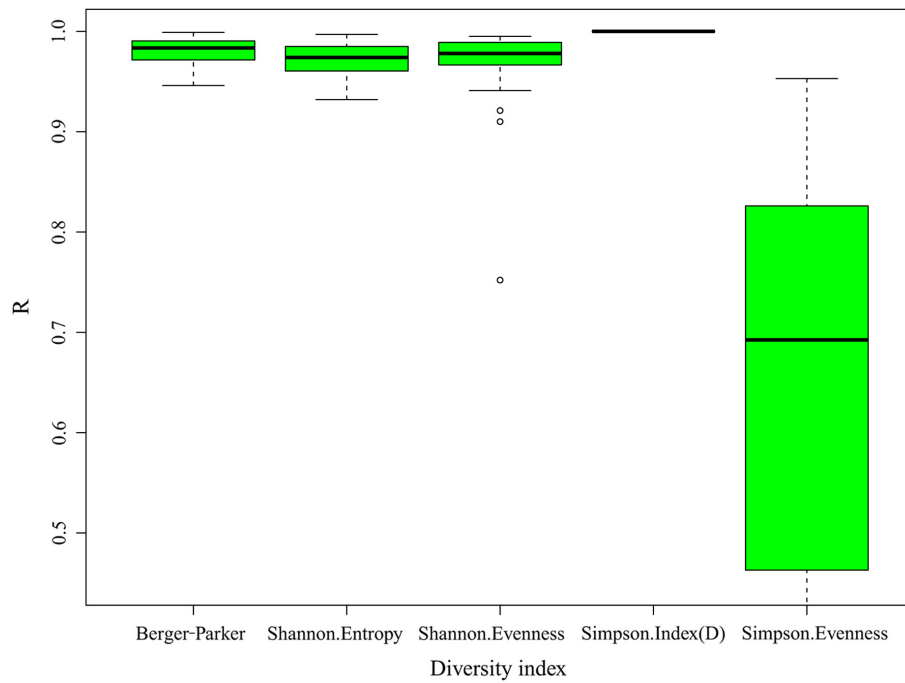 1.0
0.9
0.8
0.7
0.6
0.5
R
Berger-Parker Shannon.Entropy Shannon.Evenness Simpson.Index(D) Simpson.Evenness
Diversity index